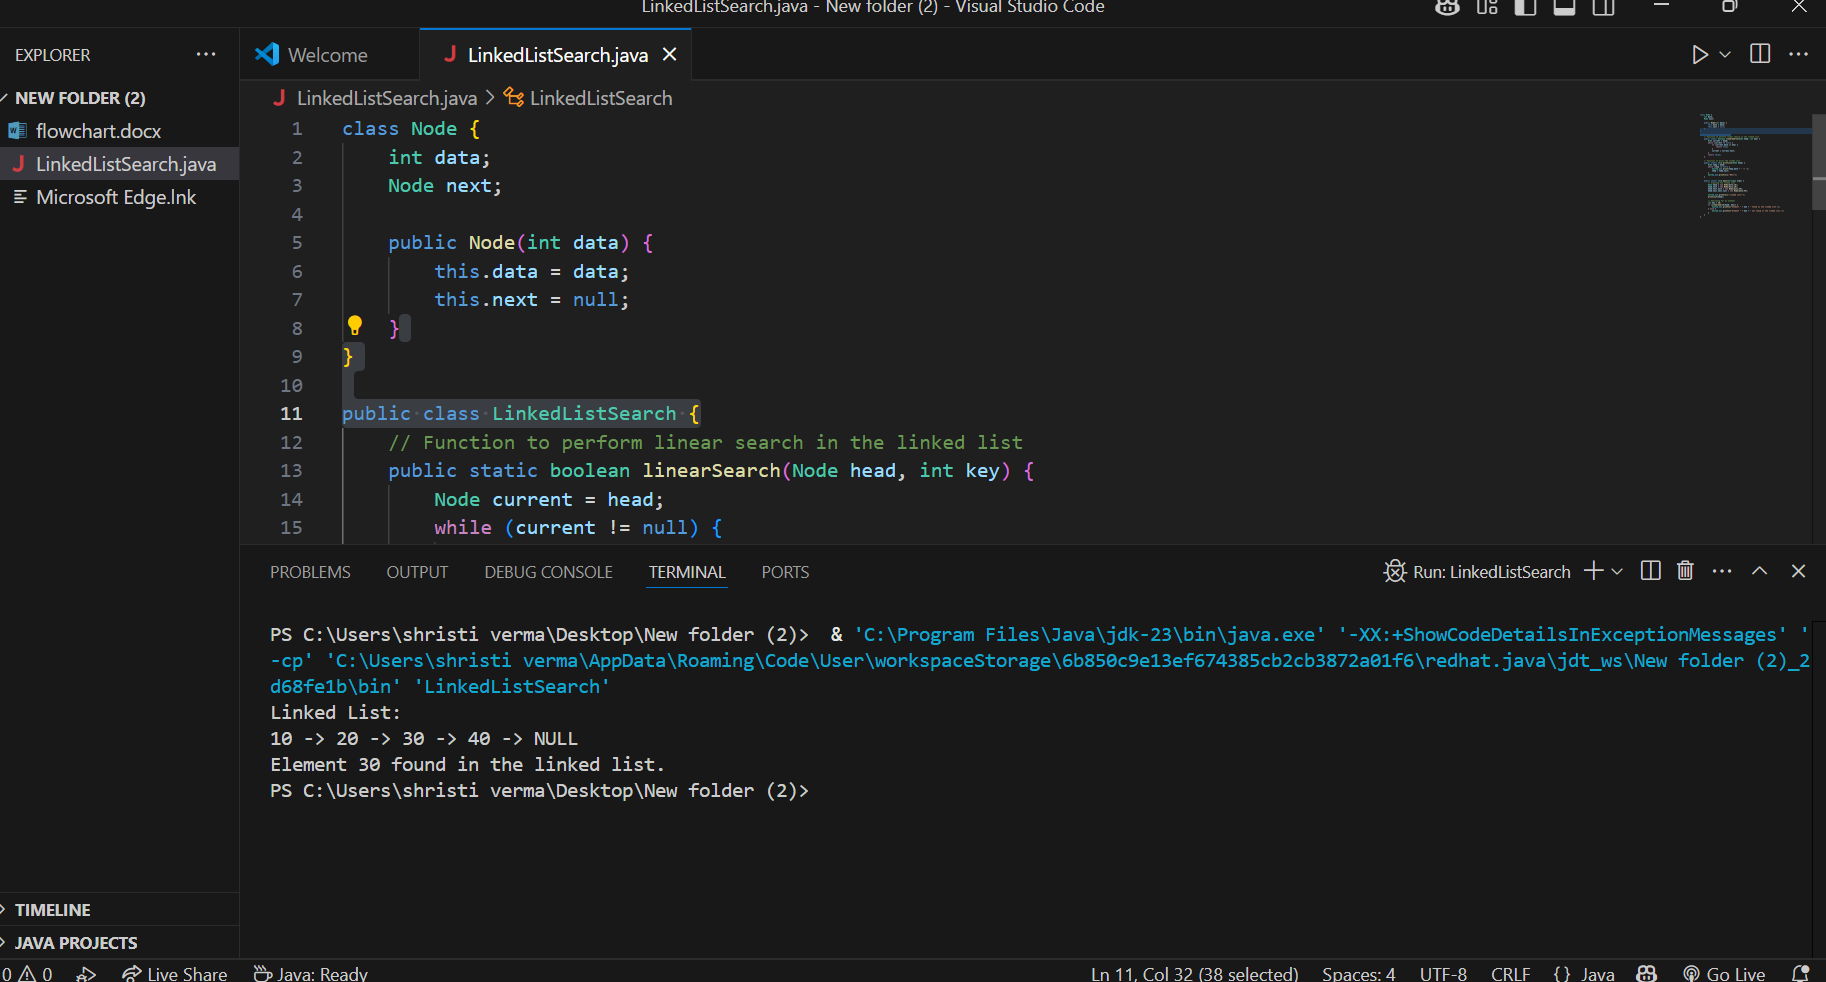 LinkedListSearch.java - New folder (2) - Visual Studio Code
EXPLORER
Welcome
J LinkedListSearch.java
NEW FOLDER (2)
flowchart.docx
J LinkedListSearch.java
Microsoft Edge.lnk
J LinkedListSearch.java > LinkedListSearch
1 class Node {
2 int data;
3 Node next;
4
5 public Node(int data) {
6 this.data = data;
7 this.next = null;
8 }
9 }
10
11 public class LinkedListSearch {
12 // Function to perform linear search in the linked list
13 public static boolean linearSearch(Node head, int key) {
14 Node current = head;
15 while (current != null) {
PROBLEMS OUTPUT DEBUG CONSOLE TERMINAL PORTS
Run: LinkedListSearch
PS C:\Users\shristi verma\Desktop\New folder (2)>  & 'C:\Program Files\Java\jdk-23\bin\java.exe' '-XX:+ShowCodeDetailsInExceptionMessages' '
-cp' 'C:\Users\shristi verma\AppData\Roaming\Code\User\workspaceStorage\6b850c9e13ef674385cb2cb3872a01f6\redhat.java\jdt_ws\New folder (2)_2
d68fe1b\bin' 'LinkedListSearch'
Linked List:
10 -> 20 -> 30 -> 40 -> NULL
Element 30 found in the linked list.
PS C:\Users\shristi verma\Desktop\New folder (2)>
TIMELINE
JAVA PROJECTS
0 0 Live Share Java: Ready Ln 11, Col 32 (38 selected) Spaces: 4 UTF-8 CRLF {} Java Go Live